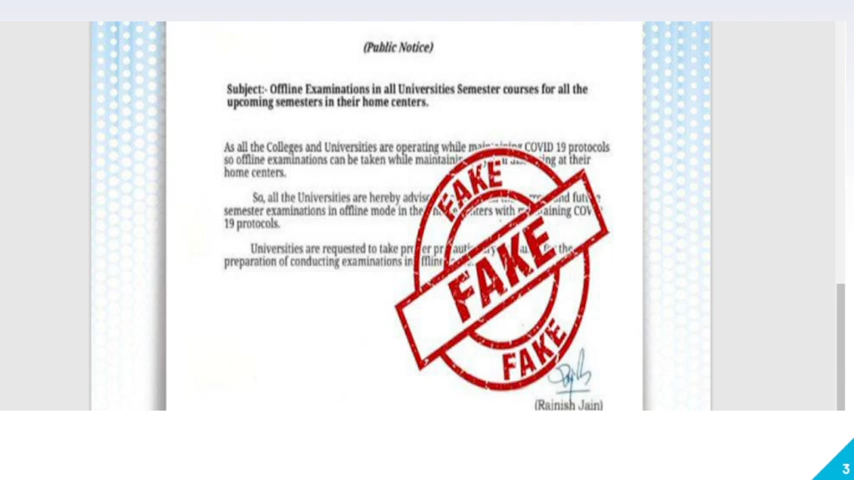 (Public Notice)
Subject:- Offline Examinations in all Universities Semester courses for all the
upcoming semesters in their home centers.
As all the Colleges and Universities are operating while COVID 19 protocols
so offline examinations can be taken while at their
home centers.
So, all the Universities are hereby and
semester examinations in offline mode in the with
19 protocols.
Universities are requested to take the
preparation of conducting examinations in
FAKE
FAKE
FAKE
(Rajnish Jain)
3